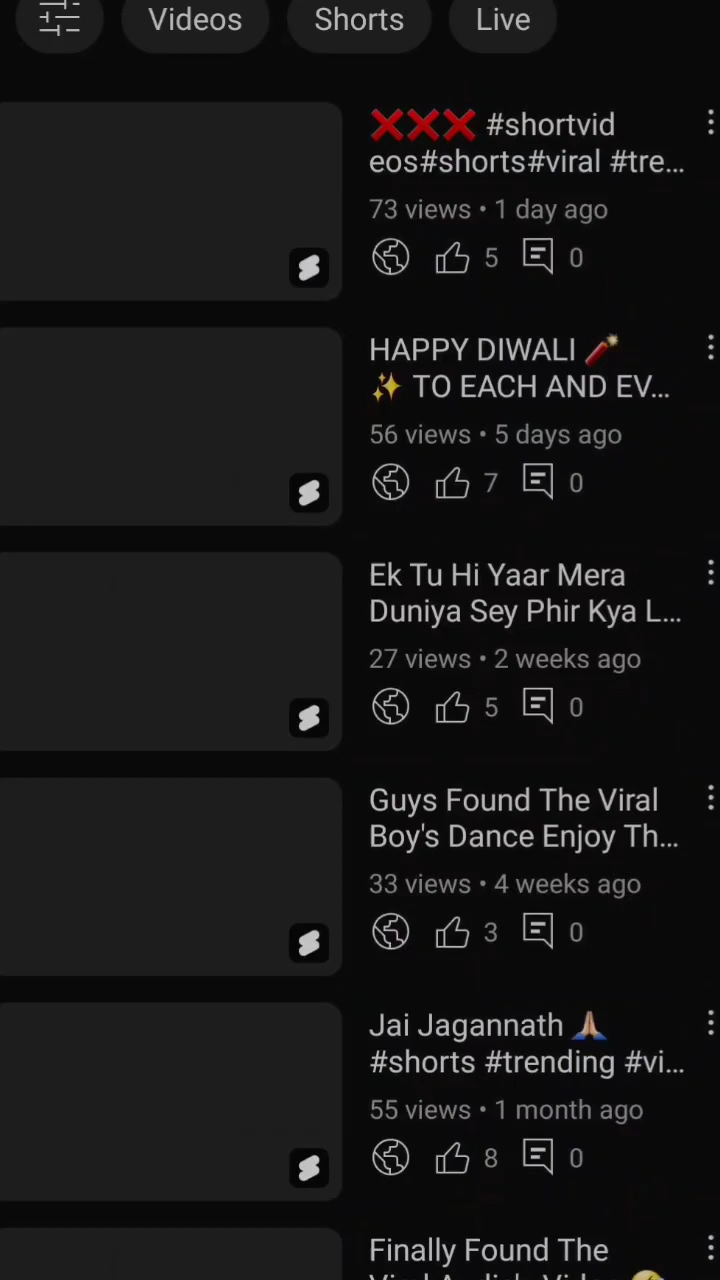 Videos Shorts Live
❌❌❌ #shortvid
eos#shorts#viral #tre...
73 views • 1 day ago
5 0
HAPPY DIWALI 🧨
✨ TO EACH AND EV...
56 views • 5 days ago
7 0
Ek Tu Hi Yaar Mera
Duniya Sey Phir Kya L...
27 views • 2 weeks ago
5 0
Guys Found The Viral
Boy's Dance Enjoy Th...
33 views • 4 weeks ago
3 0
Jai Jagannath 🙏🏼
#shorts #trending #vi...
55 views • 1 month ago
8 0
Finally Found The